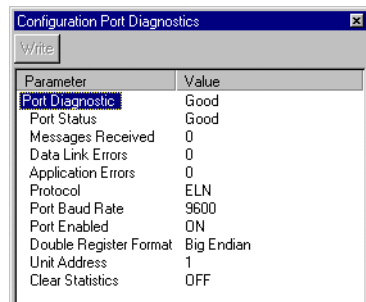 Configuration Port Diagnostics
Write
Parameter Value
Port Diagnostic Good
Port Status Good
Messages Received 0
Data Link Errors 0
Application Errors 0
Protocol ELN
Port Baud Rate 9600
Port Enabled ON
Double Register Format Big Endian
Unit Address 1
Clear Statistics OFF